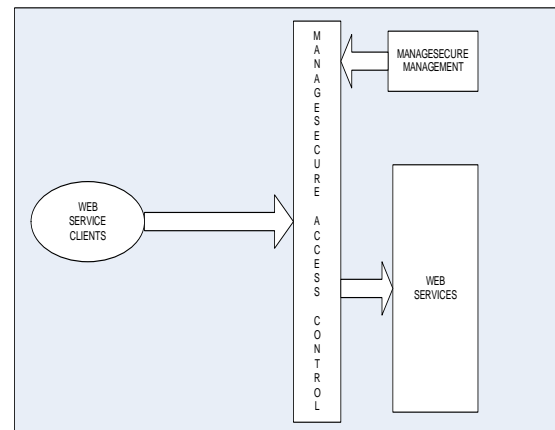 WEB
SERVICE
CLIENTS
MANAGESECURE ACCESS CONTROL
MANAGESECURE
MANAGEMENT
WEB
SERVICES